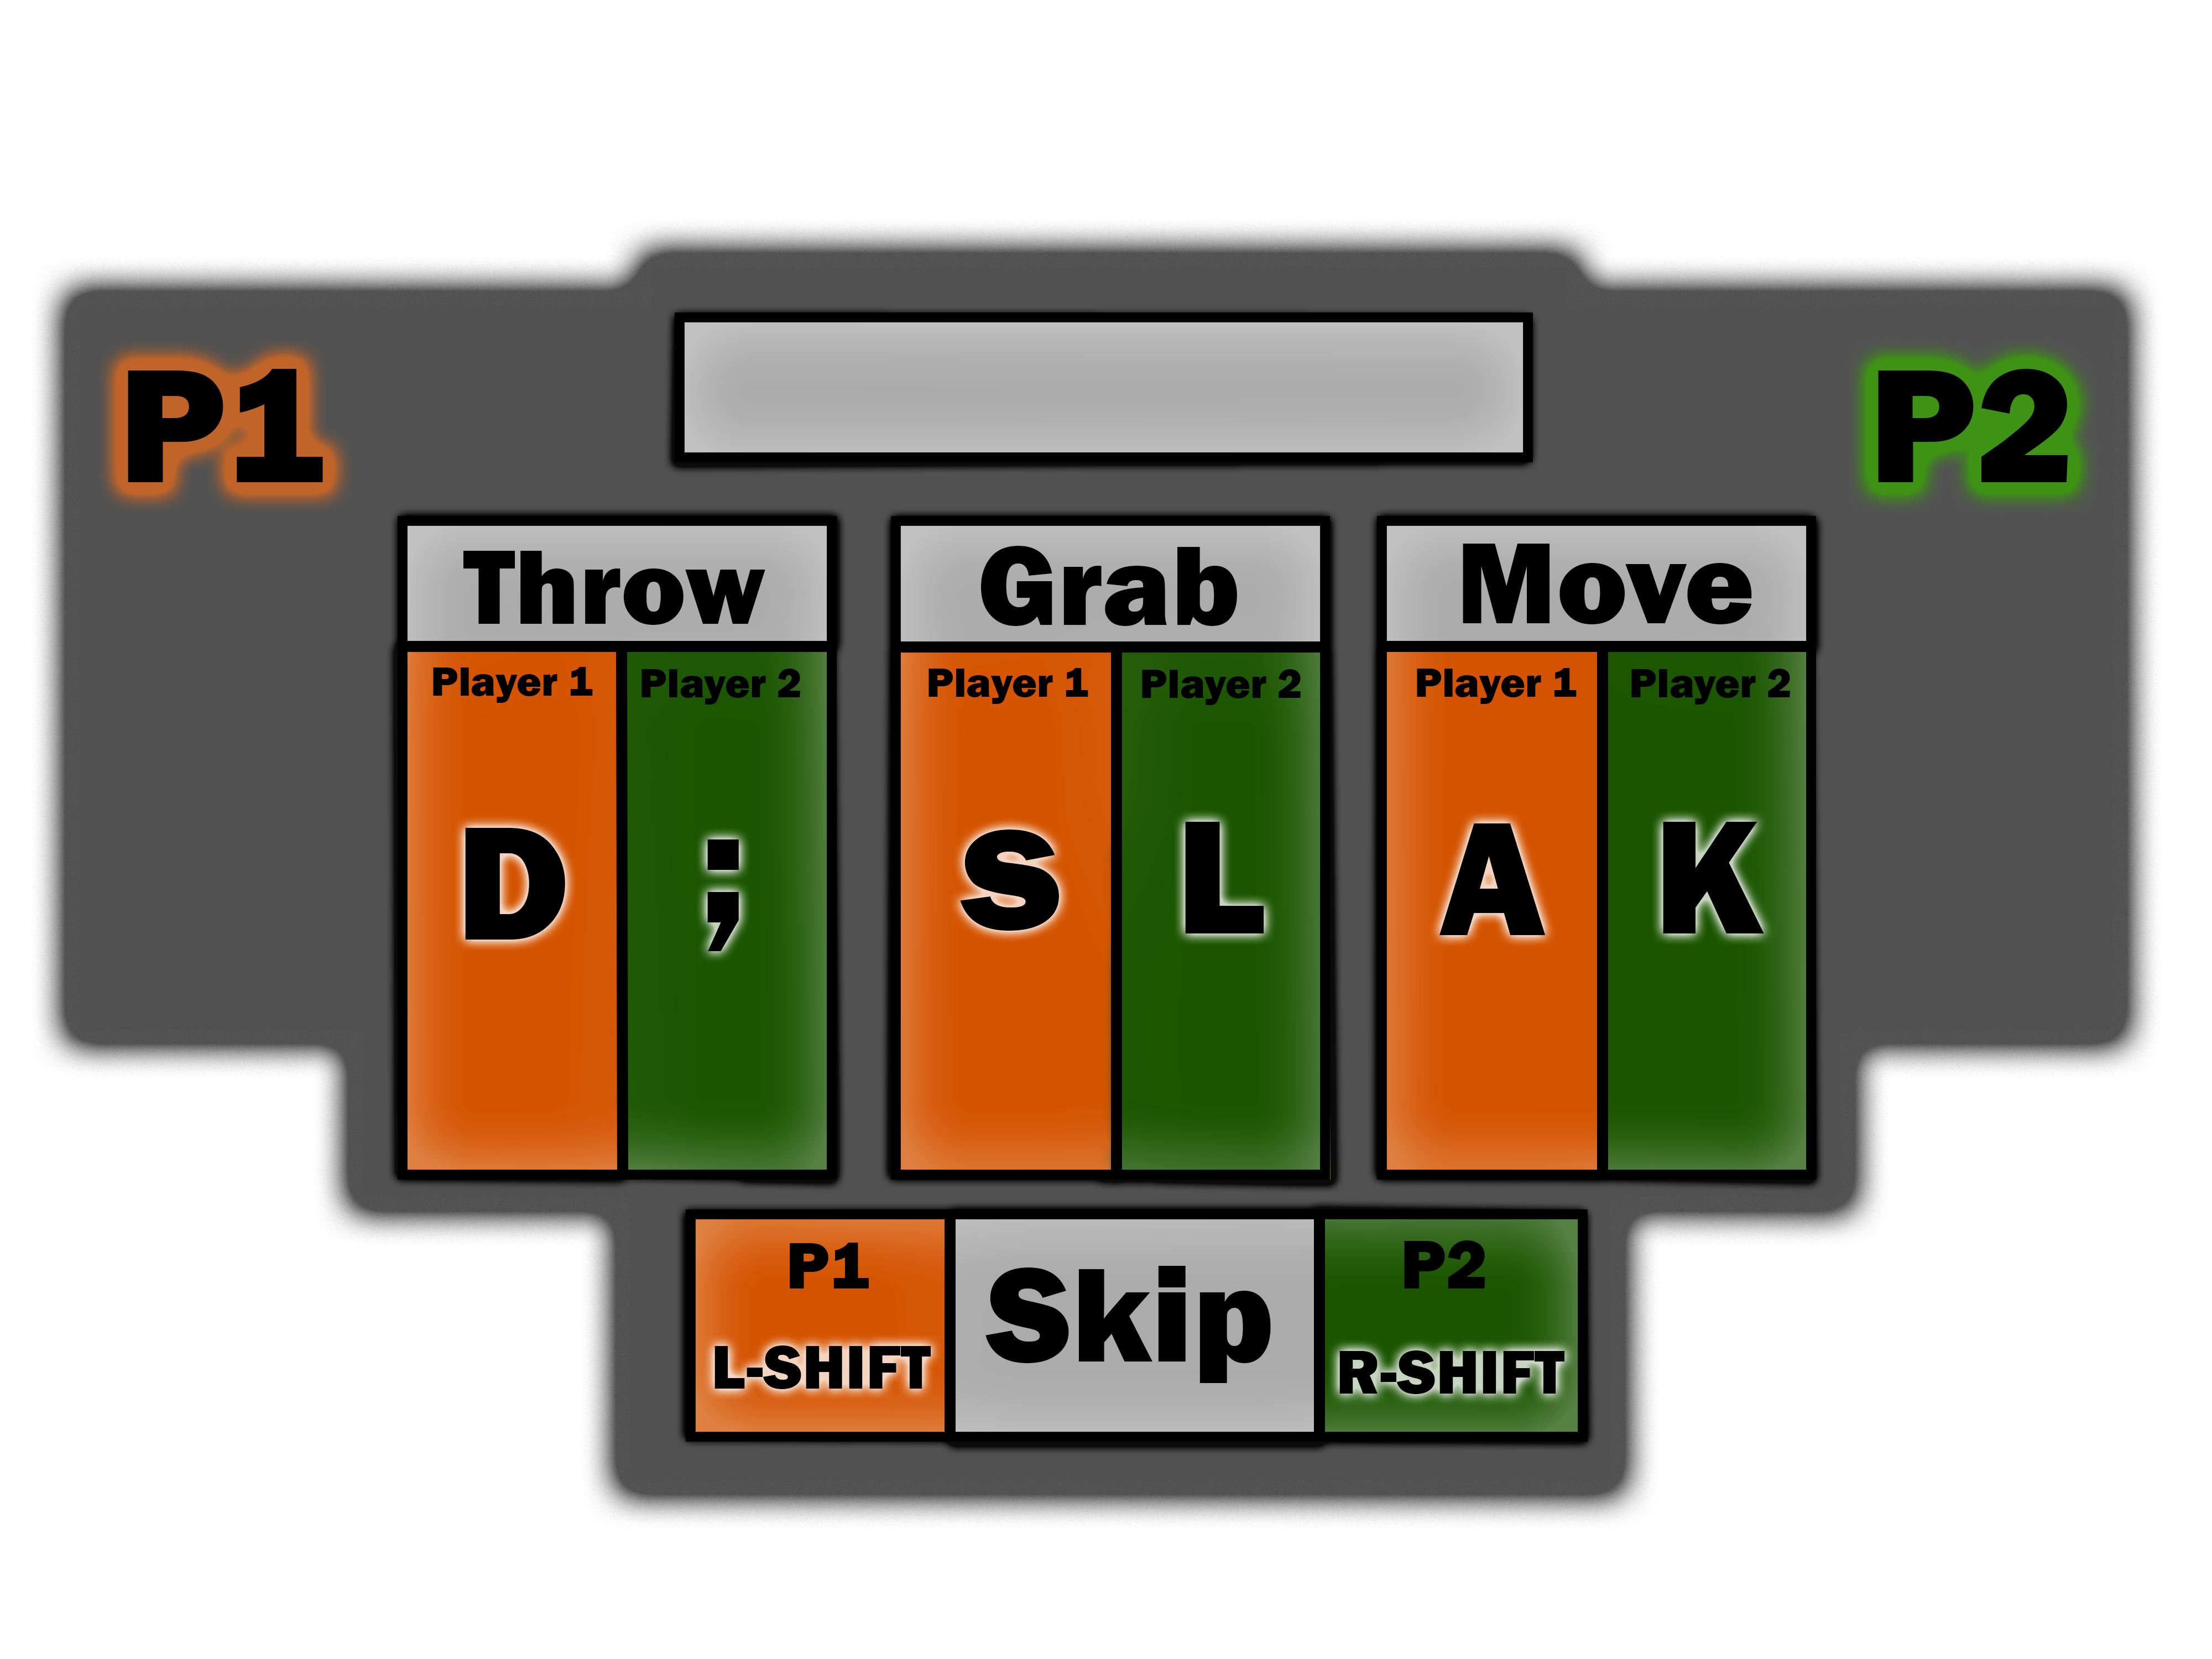 P1
P2
Throw
Grab
Move
Player 1
Player 2
Player 1
Player 2
Player 1
Player 2
D
;
S
L
A
K
P1
Skip
P2
L-SHIFT
R-SHIFT